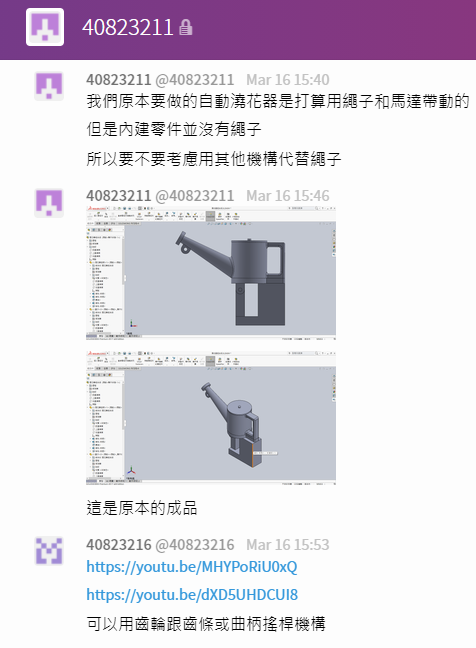 40823211
40823211 @40823211 Mar 16 15:40
我們原本要做的自動澆花器是打算用繩子和馬達帶動的
但是內建零件並沒有繩子
所以要不要考慮用其他機構代替繩子
40823211 @40823211 Mar 16 15:46
這是原本的成品
40823216 @40823216 Mar 16 15:53
https://youtu.be/MHYPoRiU0xQ
https://youtu.be/dXD5UHDCUI8
可以用齒輪跟齒條或曲柄搖桿機構